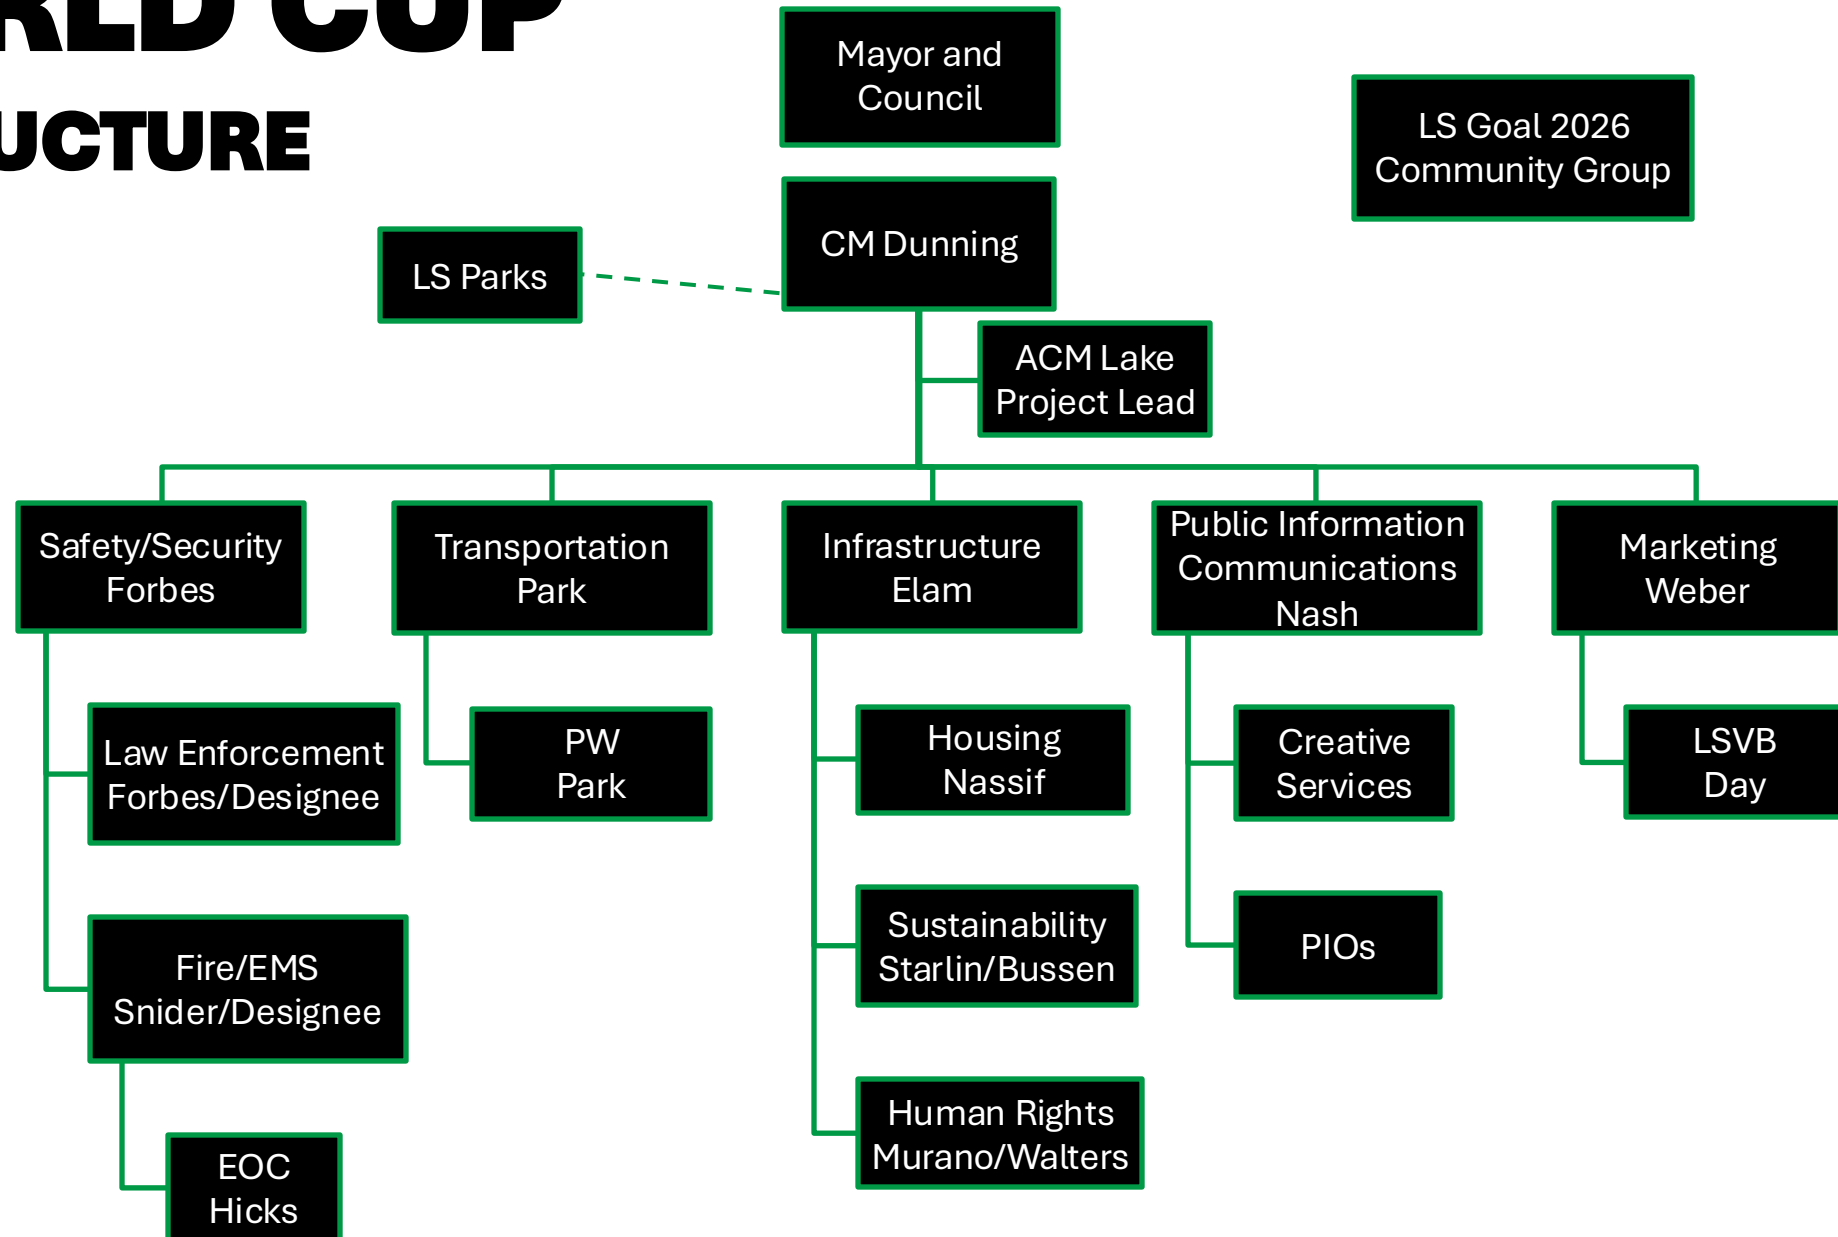 RLD CUP
UCTURE
Mayor and
Council
LS Goal 2026
Community Group
CM Dunning
LS Parks
ACM Lake
Project Lead
Safety/Security
Forbes
Transportation
Park
Infrastructure
Elam
Public Information
Communications
Nash
Marketing
Weber
Law Enforcement
Forbes/Designee
PW
Park
Housing
Nassif
Creative
Services
LSVB
Day
Fire/EMS
Snider/Designee
Sustainability
Starlin/Bussen
PIOs
Human Rights
Murano/Walters
EOC
Hicks